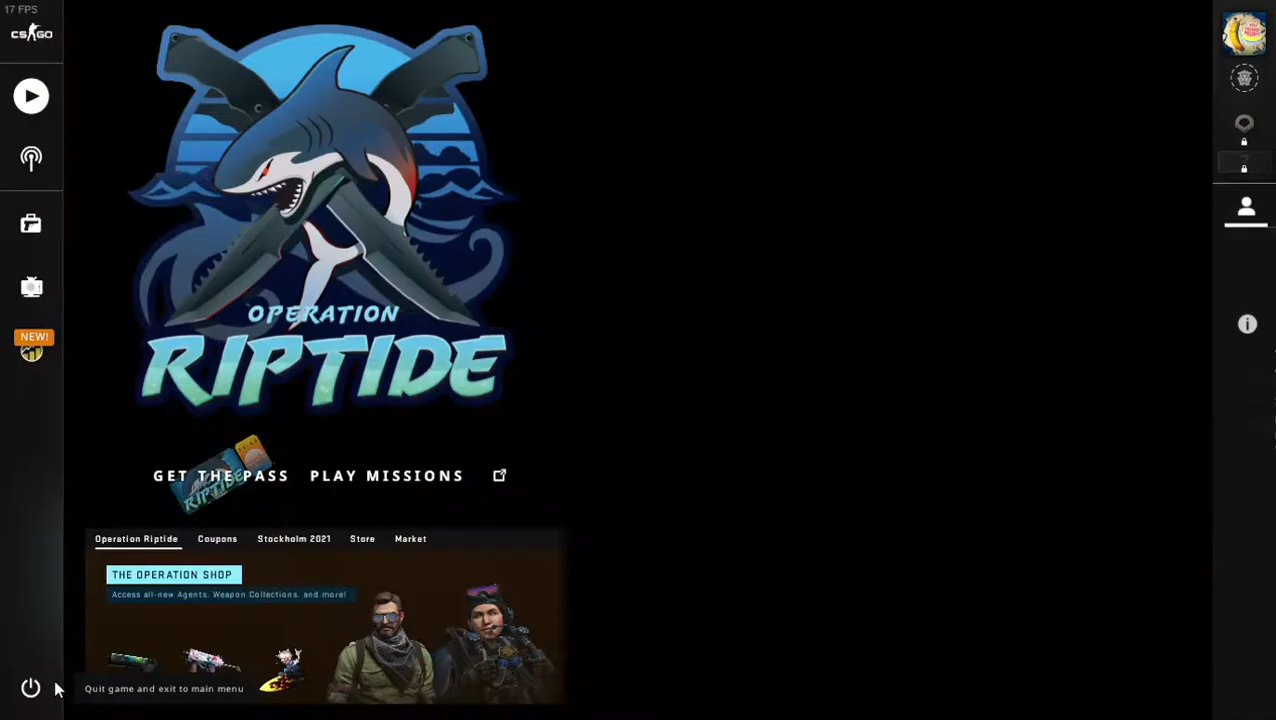 17 FPS
CS:GO
NEW!
OPERATION
RIPTIDE
RIPTIDE
GET THE PASS PLAY MISSIONS
Operation Riptide Coupons Stockholm 2021 Store Market
THE OPERATION SHOP
Access all-new Agents, Weapon Collections, and more!
Quit game and exit to main menu